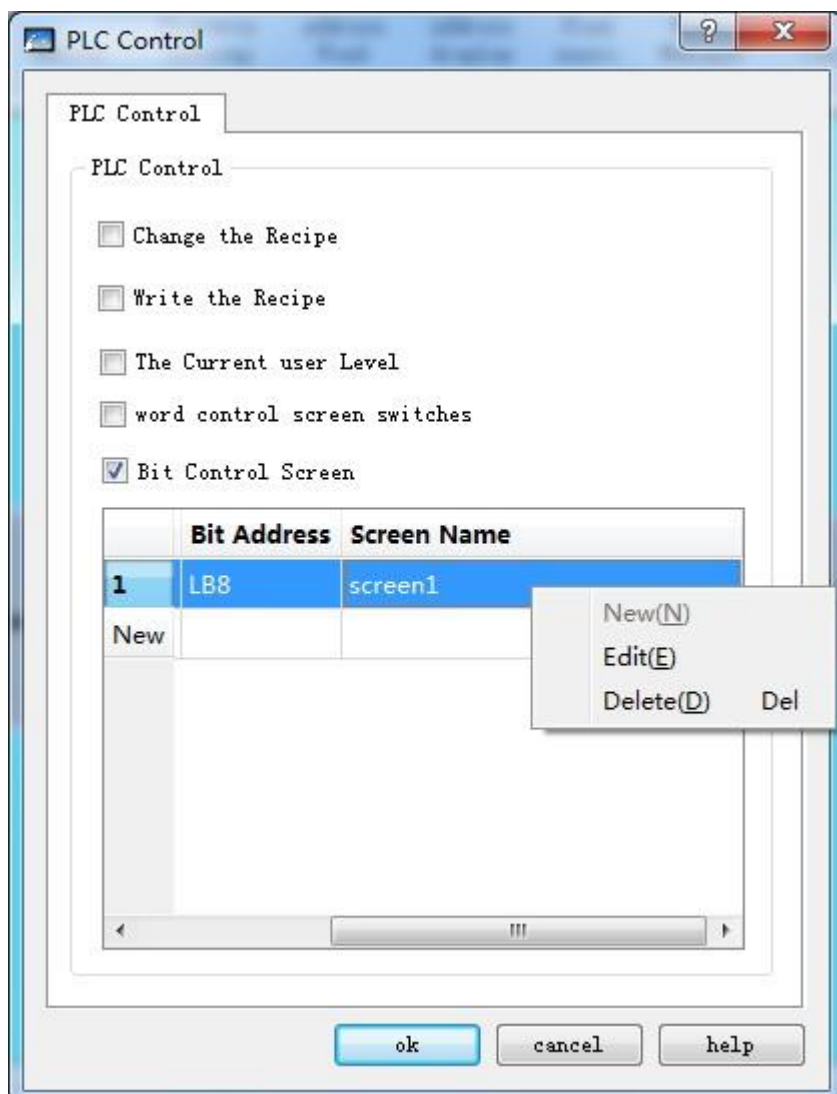 PLC Control
PLC Control
PLC Control
Change the Recipe
Write the Recipe
The Current user Level
word control screen switches
Bit Control Screen
Bit Address Screen Name
1 LB8 screen1
New
New(N)
Edit(E)
Delete(D) Del
ok cancel help